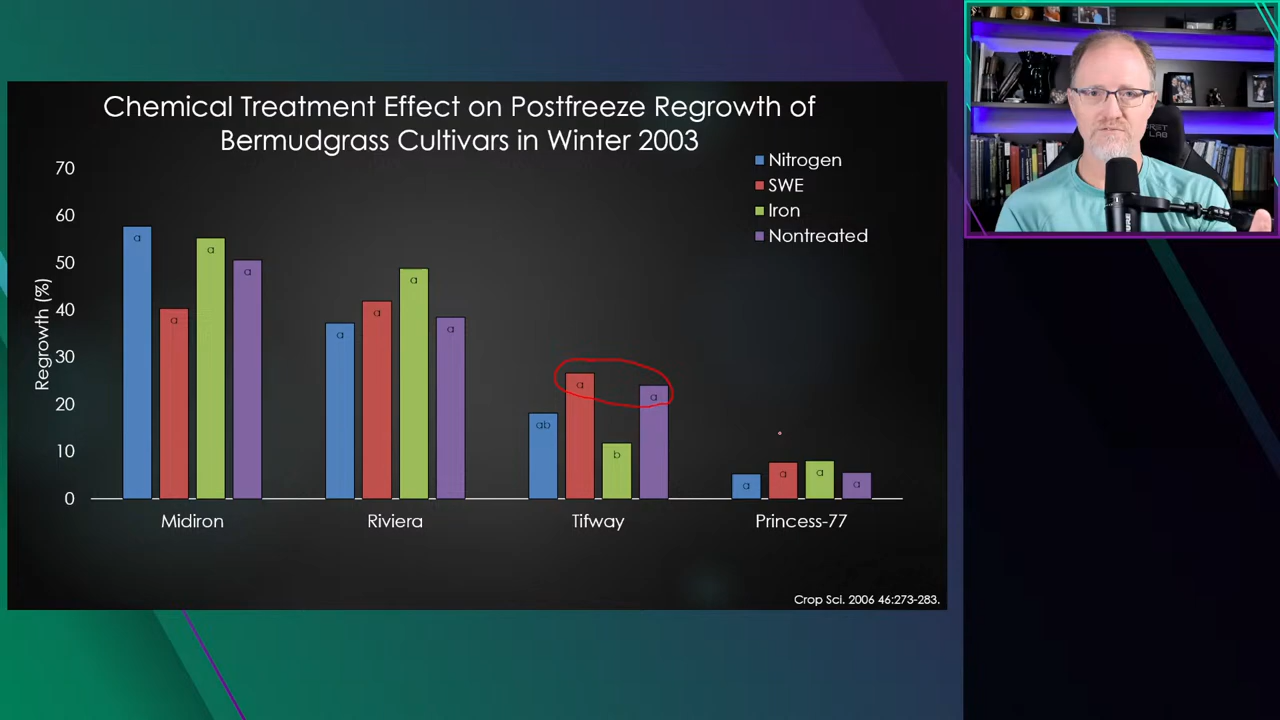 Chemical Treatment Effect on Postfreeze Regrowth of
Bermudgrass Cultivars in Winter 2003
Nitrogen
SWE
Iron
Nontreated
Regrowth (%)
70
60
50
40
30
20
10
0
a a a a
a a a a
ab a b a
a a a a
Midiron Riviera Tifway Princess-77
Crop Sci. 2006 46:273-283.